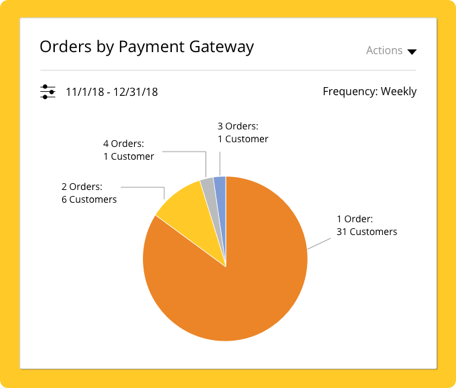 Orders by Payment Gateway
Actions
11/1/18 - 12/31/18
Frequency: Weekly
3 Orders:
1 Customer
4 Orders:
1 Customer
2 Orders:
6 Customers
1 Order:
31 Customers